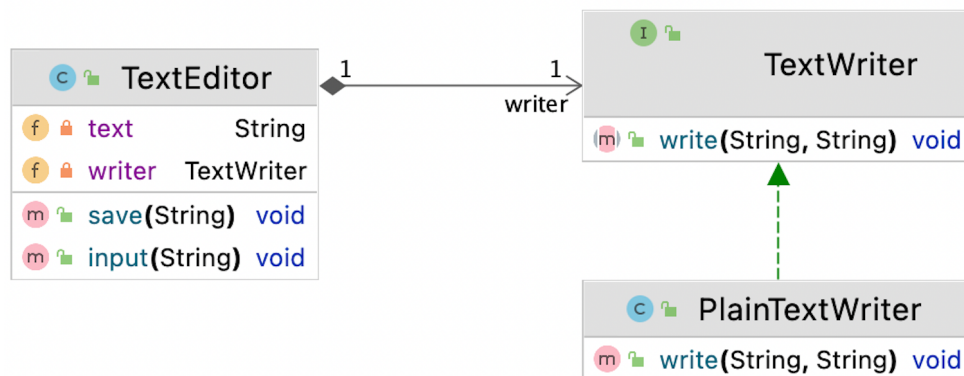 C TextEditor
f text String
f writer TextWriter
m save(String) void
m input(String) void
1 1
writer
I
TextWriter
m write(String, String) void
C PlainTextWriter
m write(String, String) void